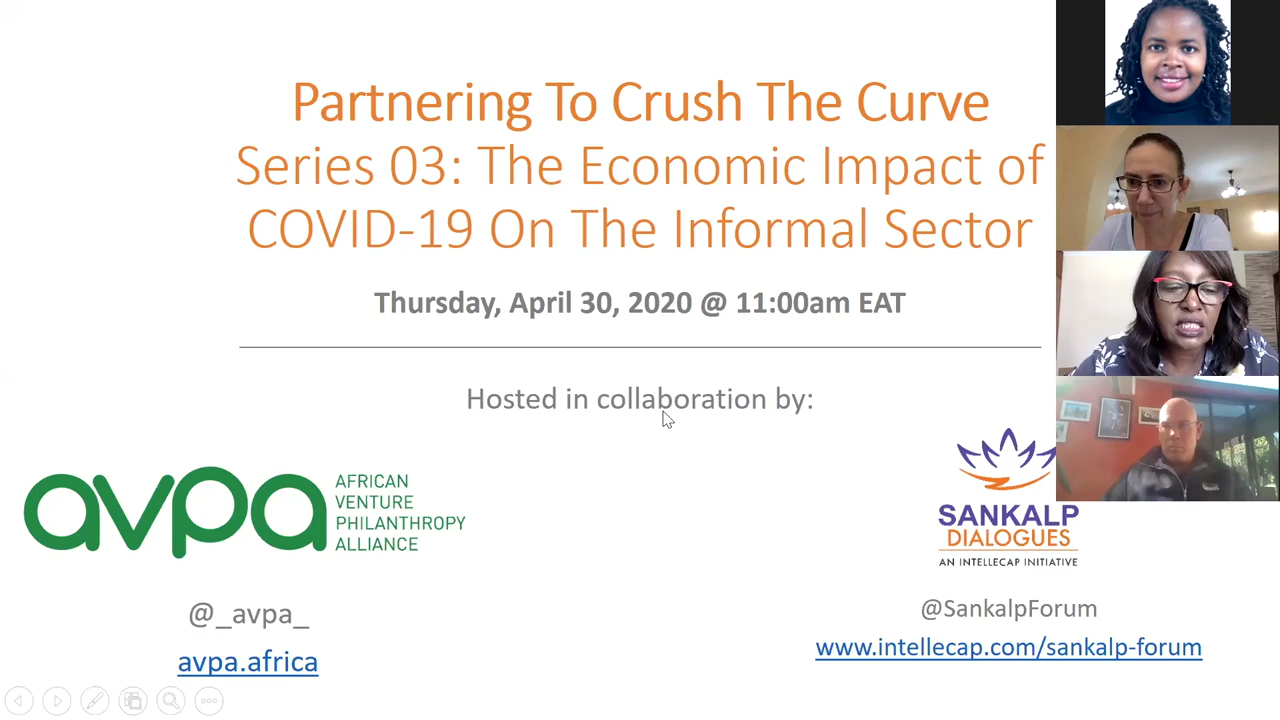 Partnering To Crush The Curve
Series 03: The Economic Impact of
COVID-19 On The Informal Sector
Thursday, April 30, 2020 @ 11:00am EAT
Hosted in collaboration by:
avpa
AFRICAN
VENTURE
PHILANTHROPY
ALLIANCE
SANKALP
DIALOGUES
AN INTELLECAP INITIATIVE
@_avpa_
avpa.africa
@SankalpForum
www.intellecap.com/sankalp-forum